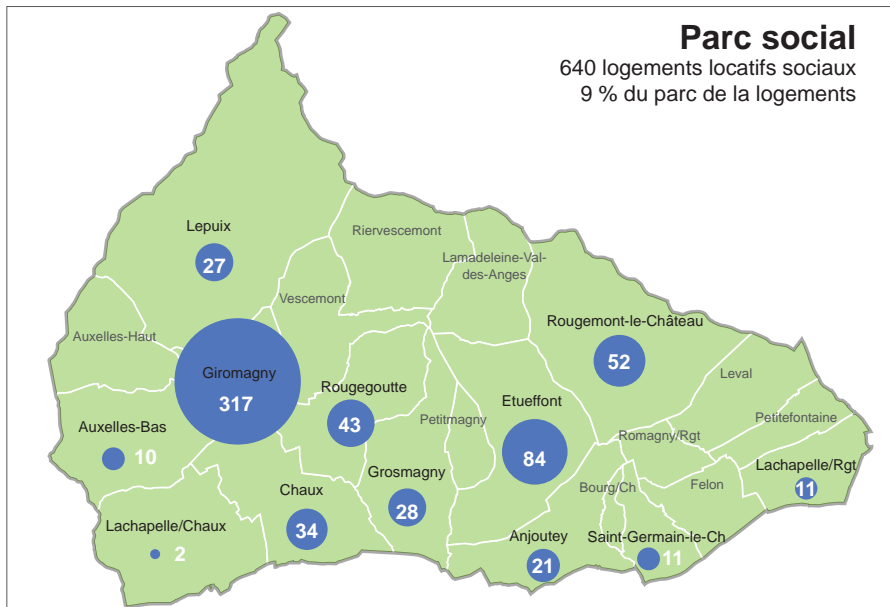 Parc social
640 logements locatifs sociaux
9 % du parc de la logements
Lepuix
27
Riervescemont
Lamadeleine-Val-
des-Anges
Vescemont
Auxelles-Haut
Rougemont-le-Château
52
Giromagny
317
Rougegoutte
43
Leval
Etueffont
84
Petitmagny
Petitefontaine
Auxelles-Bas
10
Romagny/Rgt
Lachapelle/Rgt
11
Grosmagny
28
Bourg/Ch
Felon
Chaux
34
Lachapelle/Chaux
2
Anjoutey
21
Saint-Germain-le-Ch
11